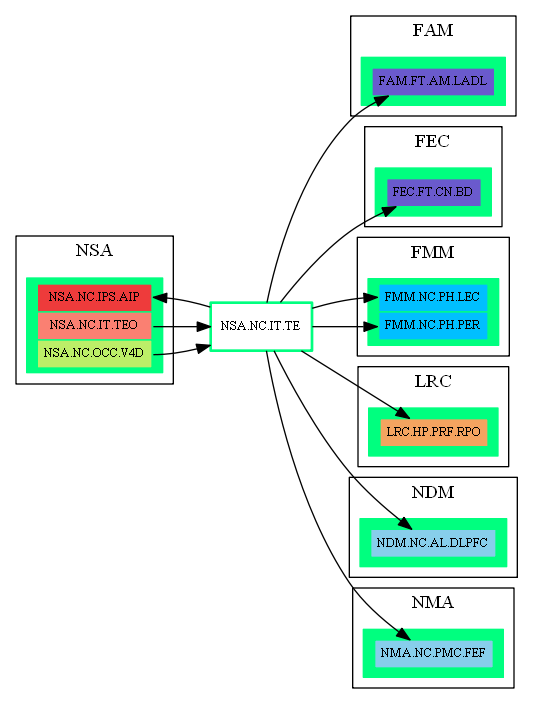 FAM
FAM.FT.AM.LADL
FEC
FEC.FT.CN.BD
NSA
NSA.NC.IPS.AIP
NSA.NC.IT.TEO
NSA.NC.OCC.V4D
NSA.NC.IT.TE
FMM
FMM.NC.PH.LEC
FMM.NC.PH.PER
LRC
LRC.HP.PRF.RPO
NDM
NDM.NC.AL.DLPFC
NMA
NMA.NC.PMC.FEF